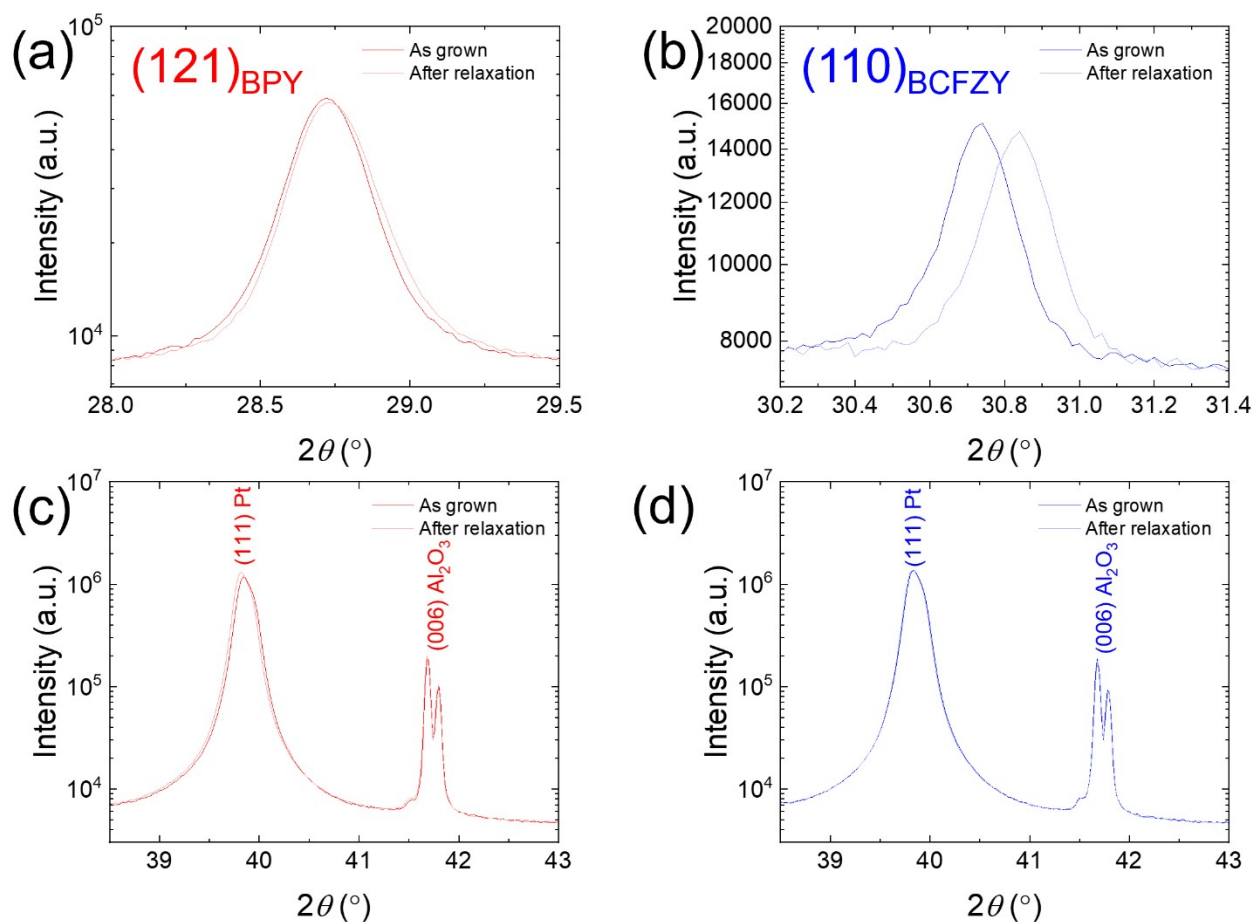 (a)
(121)BPY
As grown
After relaxation
Intensity (a.u.)
10^5
10^4
28.0 28.5 29.0 29.5
2θ (°)
(b)
(110)BCFZY
As grown
After relaxation
Intensity (a.u.)
20000
18000
16000
14000
12000
10000
8000
30.2 30.4 30.6 30.8 31.0 31.2 31.4
2θ (°)
(c)
As grown
After relaxation
(111) Pt
(006) Al2O3
Intensity (a.u.)
10^7
10^6
10^5
10^4
39 40 41 42 43
2θ (°)
(d)
As grown
After relaxation
(111) Pt
(006) Al2O3
Intensity (a.u.)
10^7
10^6
10^5
10^4
39 40 41 42 43
2θ (°)